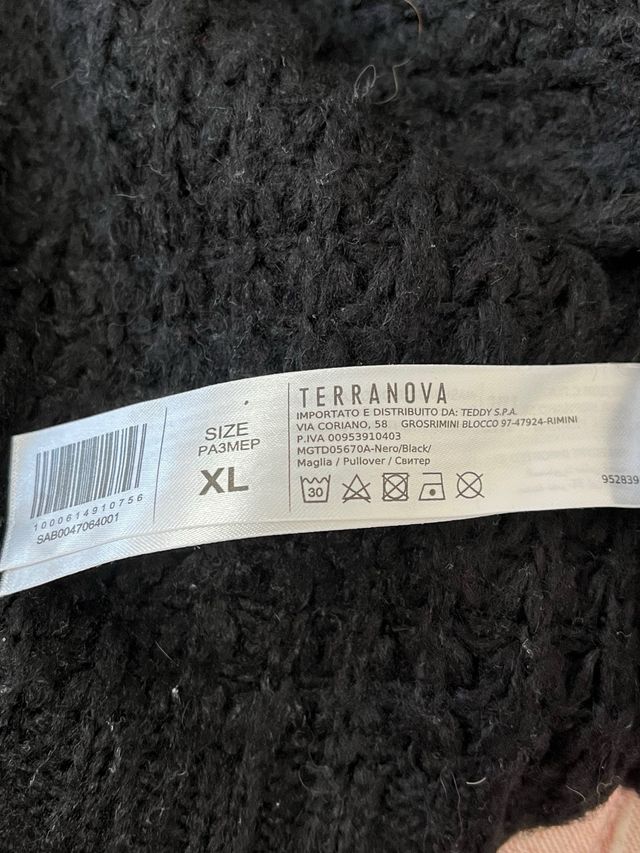 1000614910756
SAB0047064001
SIZE
РАЗМЕР
XL
TERRANOVA
IMPORTATO E DISTRIBUITO DA: TEDDY S.P.A.
VIA CORIANO, 58 GROSRIMINI BLOCCO 97-47924-RIMINI
P.IVA 00953910403
MGTD05670A-Nero/Black/
Maglia / Pullover / Свитер
30
952839